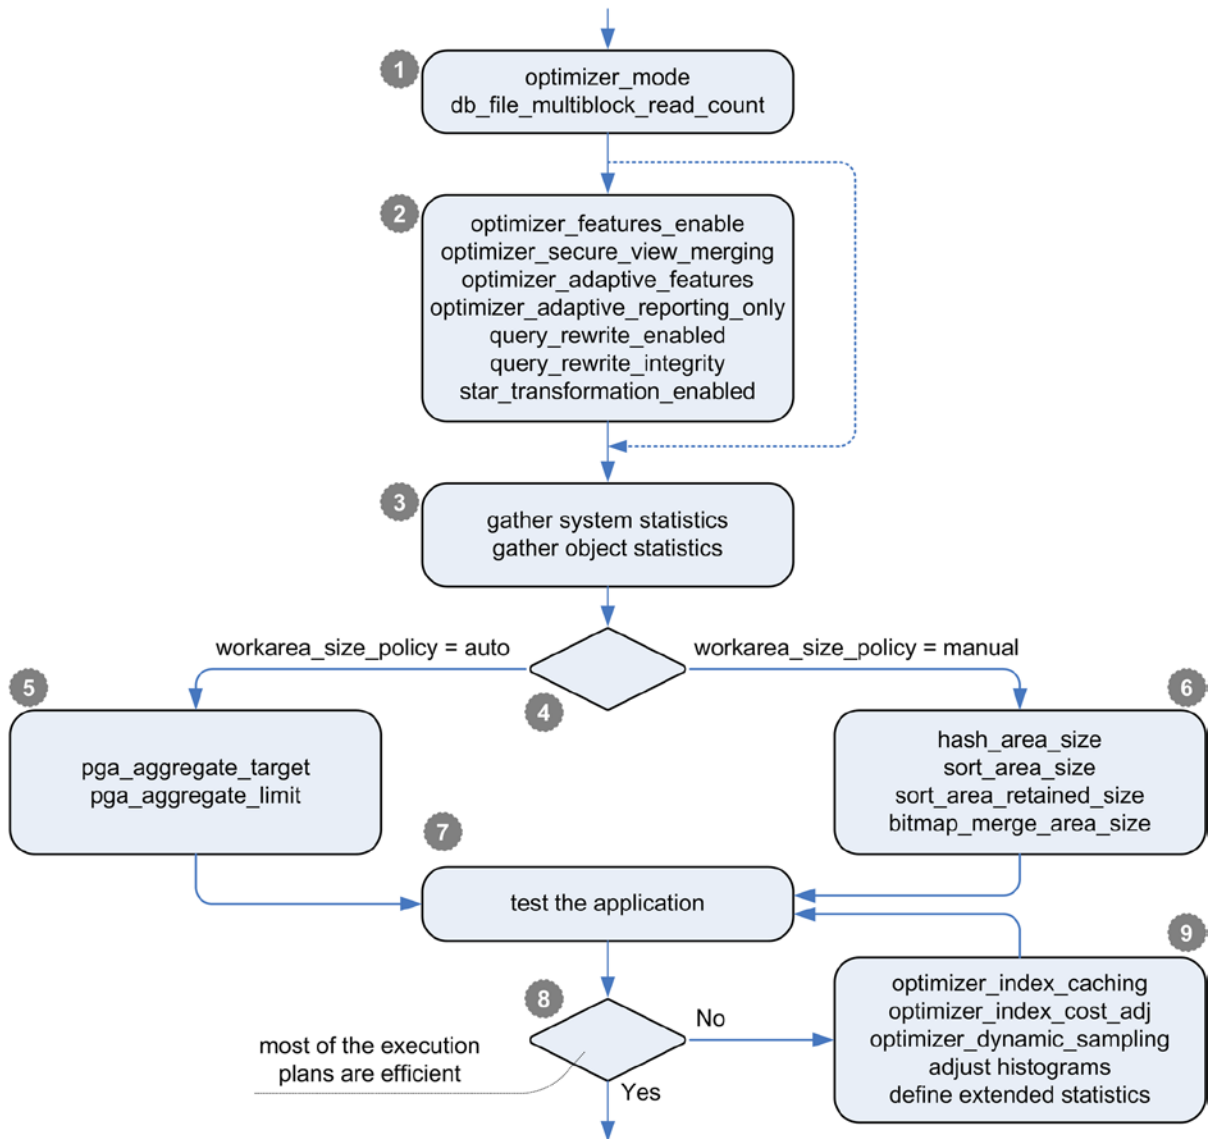 1
optimizer_mode
db_file_multiblock_read_count
2
optimizer_features_enable
optimizer_secure_view_merging
optimizer_adaptive_features
optimizer_adaptive_reporting_only
query_rewrite_enabled
query_rewrite_integrity
star_transformation_enabled
3
gather system statistics
gather object statistics
workarea_size_policy = auto
workarea_size_policy = manual
4
5
pga_aggregate_target
pga_aggregate_limit
6
hash_area_size
sort_area_size
sort_area_retained_size
bitmap_merge_area_size
7
test the application
8
most of the execution
plans are efficient
No
Yes
9
optimizer_index_caching
optimizer_index_cost_adj
optimizer_dynamic_sampling
adjust histograms
define extended statistics